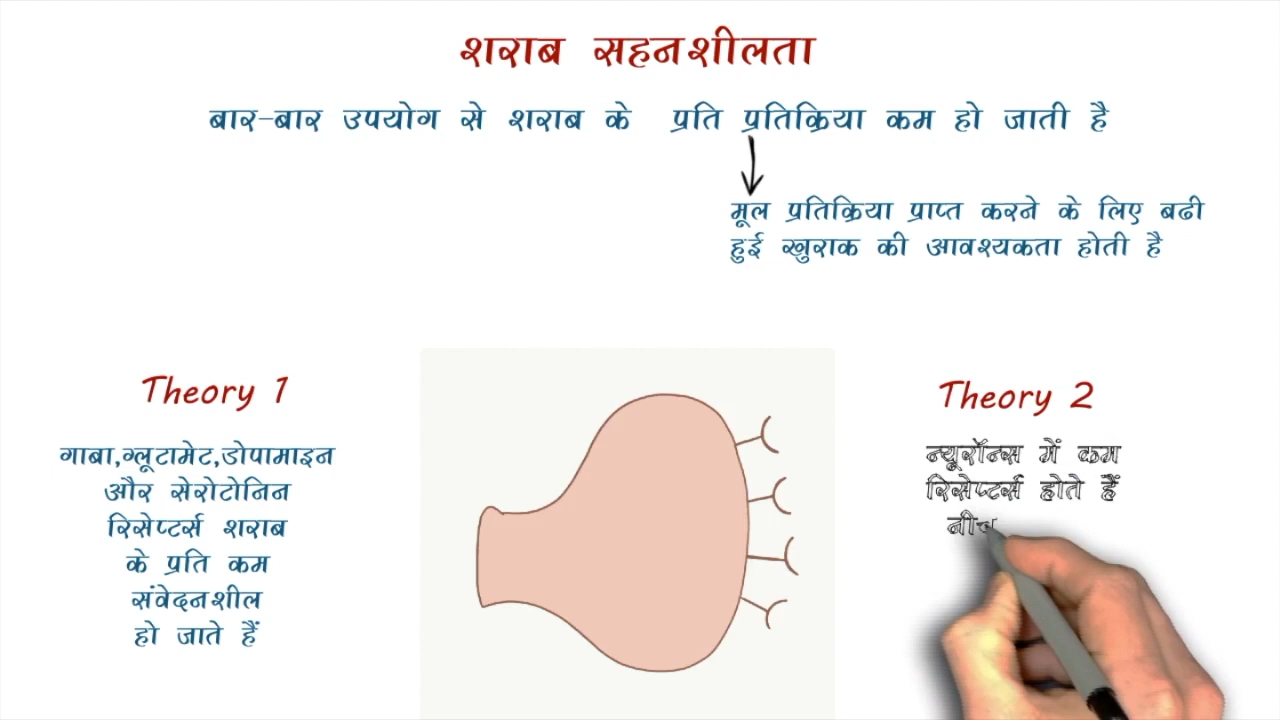 शराब सहनशीलता
बार-बार उपयोग से शराब के प्रति प्रतिक्रिया कम हो जाती है
मूल प्रतिक्रिया प्राप्त करने के लिए बढी
हुई खुराक की आवश्यकता होती है
Theory 1
गाबा,ग्लूटामेट,डोपामाइन
और सेरोटोनिन
रिसेप्टर्स शराब
के प्रति कम
संवेदनशील
हो जाते हैं
Theory 2
न्यूरॉन्स में कम
रिसेप्टर्स होते हैं